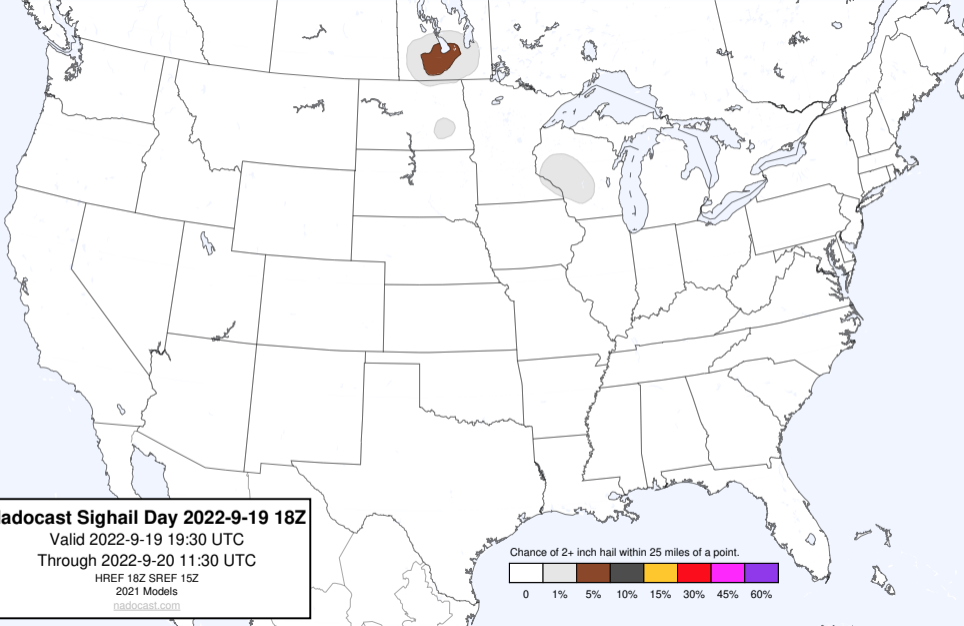 adocast Sighail Day 2022-9-19 18Z
Valid 2022-9-19 19:30 UTC
Through 2022-9-20 11:30 UTC
HREF 18Z SREF 15Z
2021 Models
nadocast.com
Chance of 2+ inch hail within 25 miles of a point.
0 1% 5% 10% 15% 30% 45% 60%